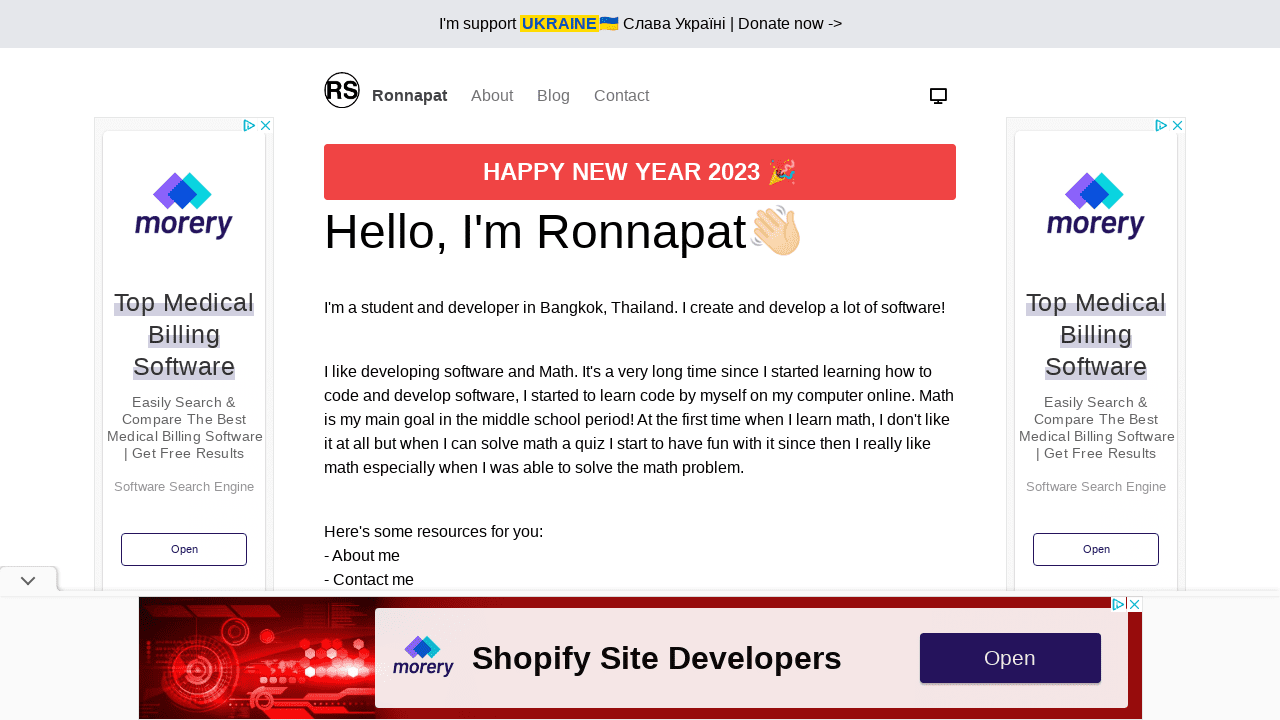 I'm support UKRAINE🇺🇦 Слава Україні | Donate now ->
RS Ronnapat About Blog Contact
HAPPY NEW YEAR 2023 🎉
Hello, I'm Ronnapat👋🏻
I'm a student and developer in Bangkok, Thailand. I create and develop a lot of software!
I like developing software and Math. It's a very long time since I started learning how to
code and develop software, I started to learn code by myself on my computer online. Math
is my main goal in the middle school period! At the first time when I learn math, I don't like
it at all but when I can solve math a quiz I start to have fun with it since then I really like
math especially when I was able to solve the math problem.
Here's some resources for you:
- About me
- Contact me
morery
Top Medical
Billing
Software
Easily Search &
Compare The Best
Medical Billing Software
| Get Free Results
Software Search Engine
Open
morery
Top Medical
Billing
Software
Easily Search &
Compare The Best
Medical Billing Software
| Get Free Results
Software Search Engine
Open
morery
Shopify Site Developers
Open